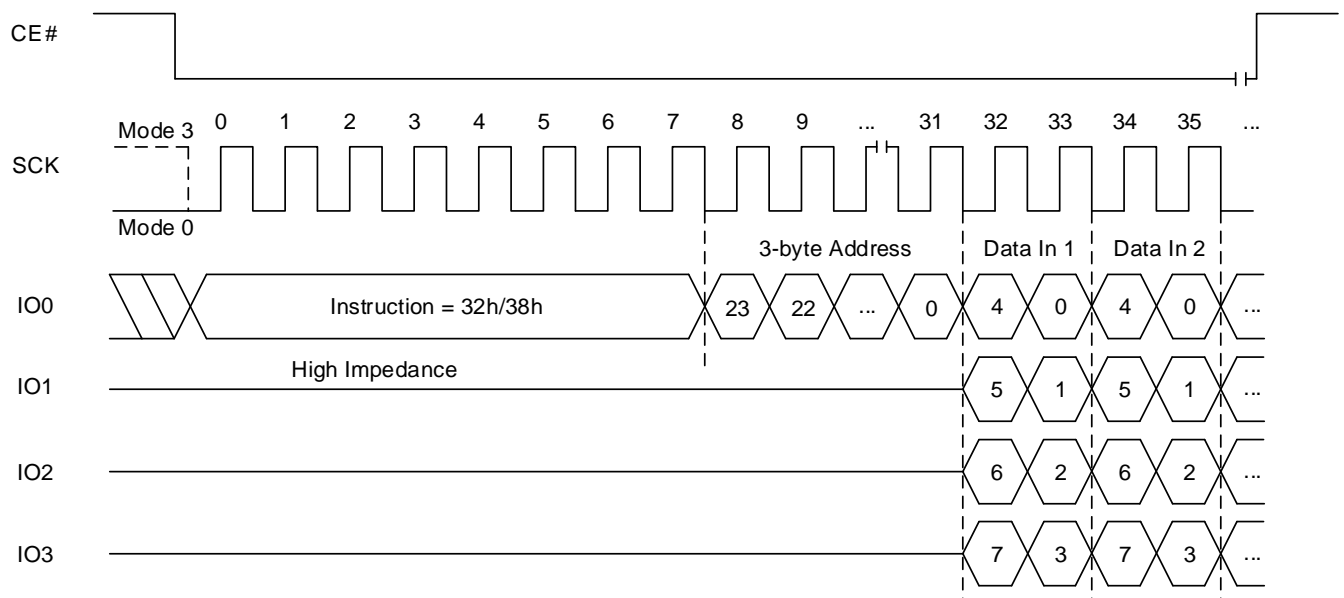 CE#
Mode 3 0 1 2 3 4 5 6 7 8 9 ... 31 32 33 34 35 ...
SCK
Mode 0
3-byte Address Data In 1 Data In 2
IO0 Instruction = 32h/38h 23 22 ... 0 4 0 4 0 ...
High Impedance
IO1 5 1 5 1 ...
IO2 6 2 6 2 ...
IO3 7 3 7 3 ...